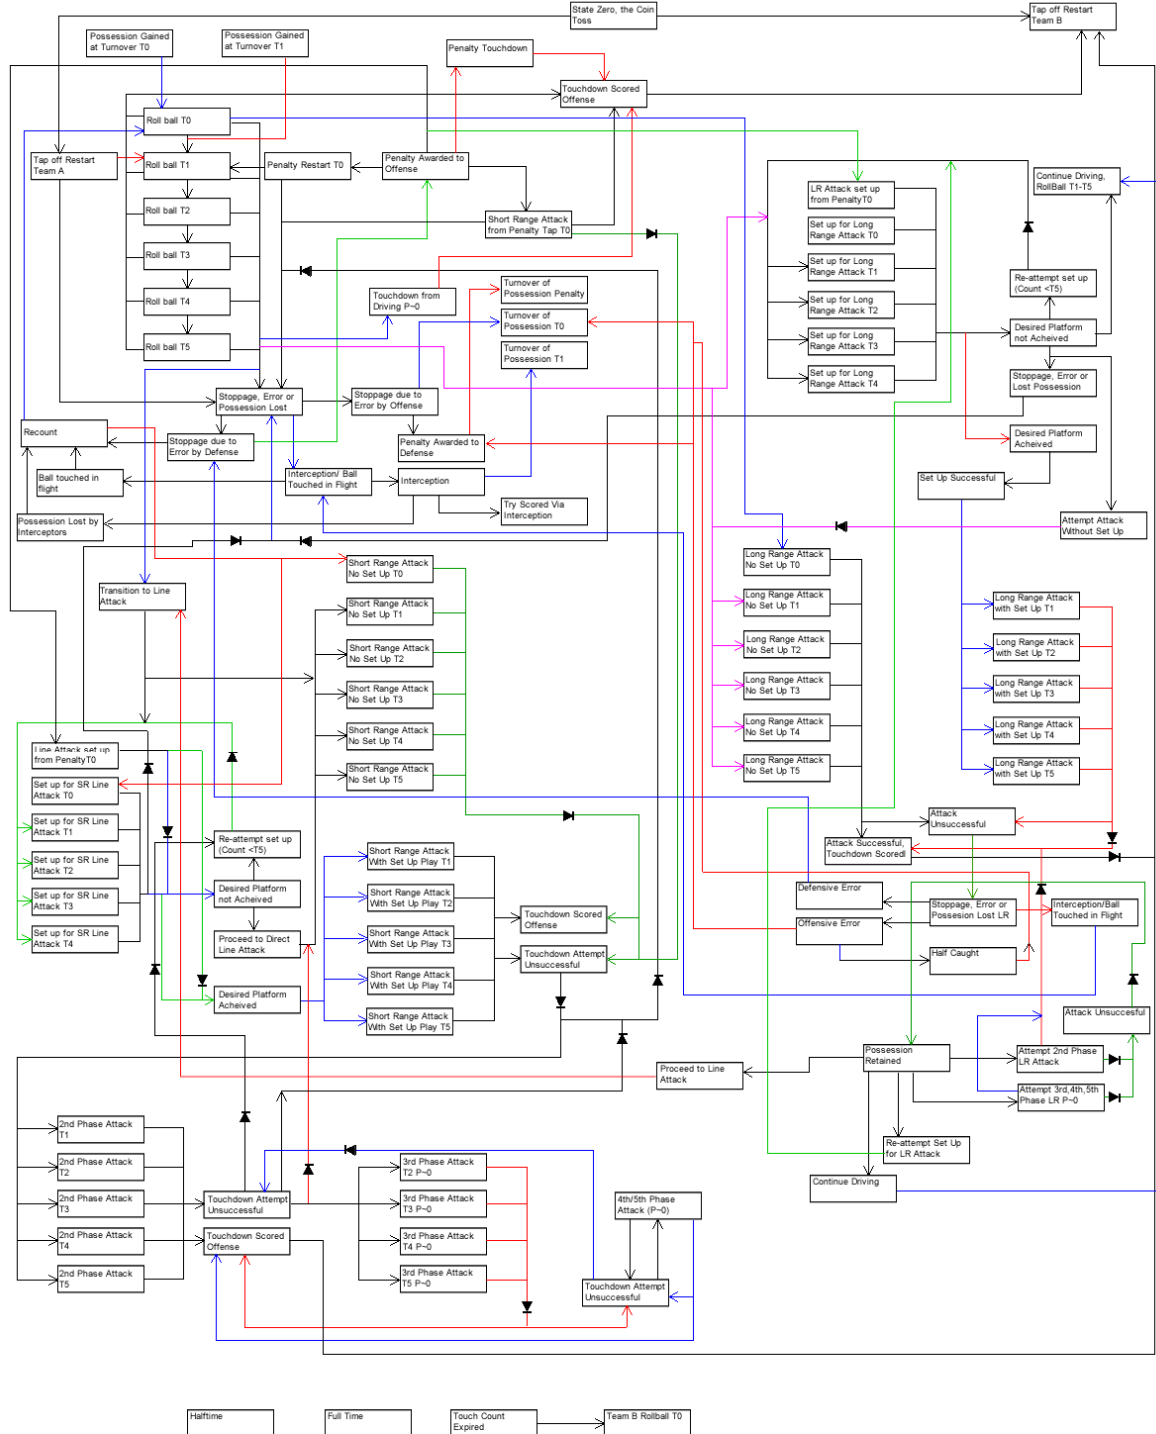 State Zero, the Coin
Toss
Tap off Restart
Team B
Possession Gained
at Turnover T0
Possession Gained
at Turnover T1
Penalty Touchdown
Touchdown Scored
Offense
Roll ball T0
Tap off Restart
Team A
Roll ball T1
Penalty Restart T0
Penalty Awarded to
Offense
Continue Driving,
RollBall T1-T5
LR Attack set up
from PenaltyT0
Roll ball T2
Short Range Attack
from Penalty Tap T0
Set up for Long
Range Attack T0
Roll ball T3
Set up for Long
Range Attack T1
Re-attempt set up
(Count <T5)
Turnover of
Possession Penalty
Roll ball T4
Touchdown from
Driving P~0
Set up for Long
Range Attack T2
Turnover of
Possession T0
Desired Platform
not Acheived
Roll ball T5
Turnover of
Possession T1
Set up for Long
Range Attack T3
Set up for Long
Range Attack T4
Stoppage, Error or
Lost Possession
Stoppage, Error or
Possession Lost
Stoppage due to
Error by Offense
Recount
Stoppage due to
Error by Defense
Penalty Awarded to
Defense
Desired Platform
Acheived
Ball touched in
flight
Interception/ Ball
Touched in Flight
Interception
Set Up Successful
Possession Lost by
Interceptors
Try Scored Via
Interception
Attempt Attack
Without Set Up
Short Range Attack
No Set Up T0
Long Range Attack
No Set Up T0
Transition to Line
Attack
Short Range Attack
No Set Up T1
Long Range Attack
No Set Up T1
Long Range Attack
with Set Up T1
Short Range Attack
No Set Up T2
Long Range Attack
No Set Up T2
Long Range Attack
with Set Up T2
Short Range Attack
No Set Up T3
Long Range Attack
No Set Up T3
Long Range Attack
with Set Up T3
Short Range Attack
No Set Up T4
Long Range Attack
No Set Up T4
Long Range Attack
with Set Up T4
Line Attack set up
from PenaltyT0
Short Range Attack
No Set Up T5
Long Range Attack
No Set Up T5
Long Range Attack
with Set Up T5
Set up for SR Line
Attack T0
Set up for SR Line
Attack T1
Attack
Unsuccessful
Re-attempt set up
(Count <T5)
Short Range Attack
With Set Up Play T1
Attack Successful,
Touchdown Scoredl
Set up for SR Line
Attack T2
Desired Platform
not Acheived
Short Range Attack
With Set Up Play T2
Defensive Error
Set up for SR Line
Attack T3
Touchdown Scored
Offense
Stoppage, Error or
Possesion Lost LR
Interception/Ball
Touched in Flight
Set up for SR Line
Attack T4
Proceed to Direct
Line Attack
Short Range Attack
With Set Up Play T3
Offensive Error
Touchdown Attempt
Unsuccessful
Half Caught
Desired Platform
Acheived
Short Range Attack
With Set Up Play T4
Short Range Attack
With Set Up Play T5
Attack Unsuccesful
Possession
Retained
Attempt 2nd Phase
LR Attack
Proceed to Line
Attack
Attempt 3rd,4th,5th
Phase LR P~0
2nd Phase Attack
T1
Re-attempt Set Up
for LR Attack
2nd Phase Attack
T2
3rd Phase Attack
T2 P~0
Continue Driving
2nd Phase Attack
T3
Touchdown Attempt
Unsuccessful
3rd Phase Attack
T3 P~0
4th/5th Phase
Attack (P~0)
2nd Phase Attack
T4
Touchdown Scored
Offense
3rd Phase Attack
T4 P~0
2nd Phase Attack
T5
3rd Phase Attack
T5 P~0
Touchdown Attempt
Unsuccessful
Halftime
Full Time
Touch Count
Expired
Team B Rollball T0